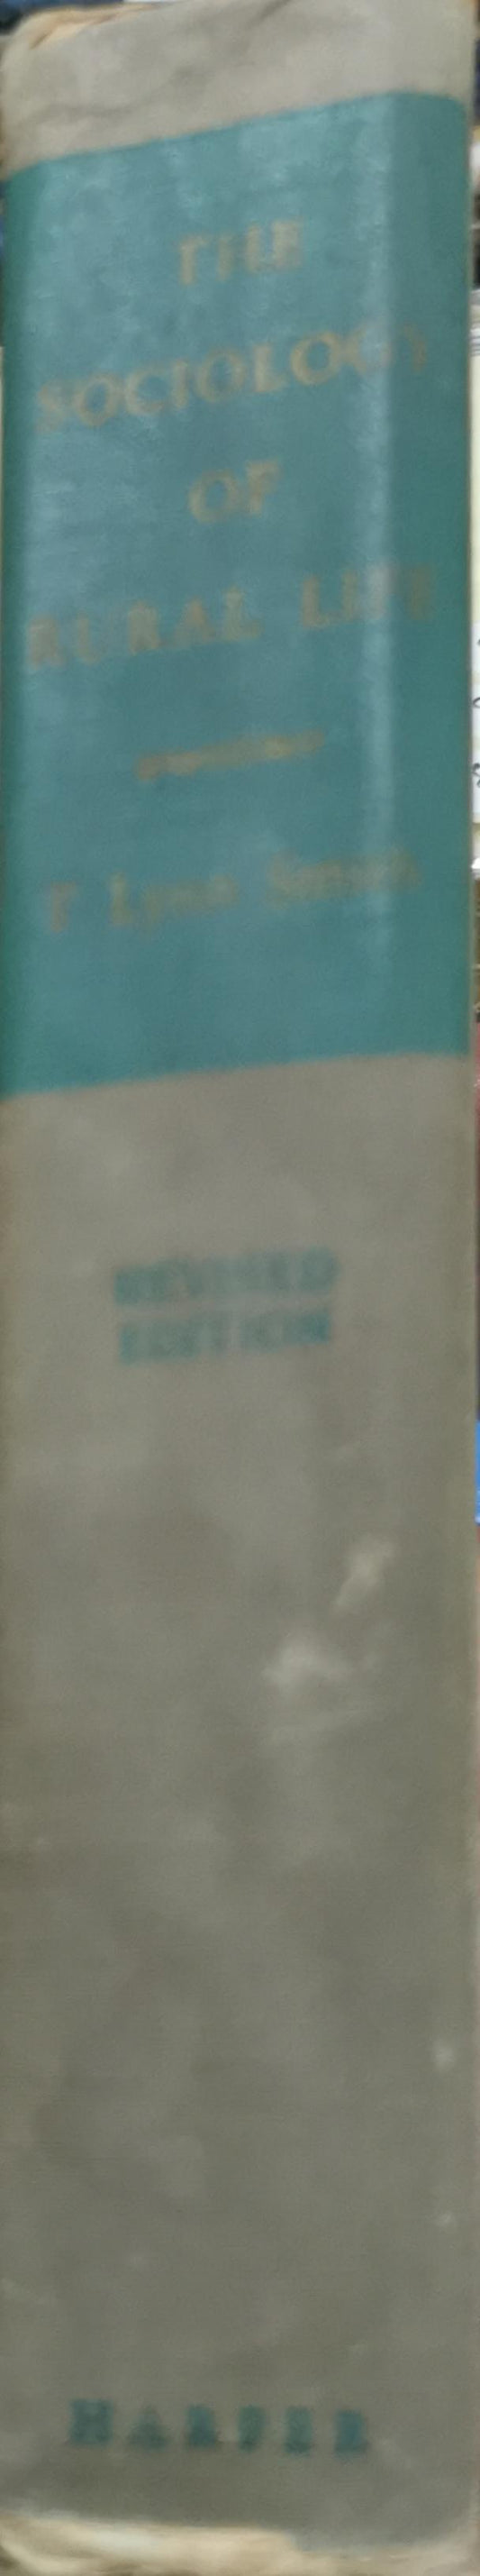 THE
SOCIOLOGY
OF
RURAL LIFE
T Lynn Smith
REVISED
EDITION
HARPER